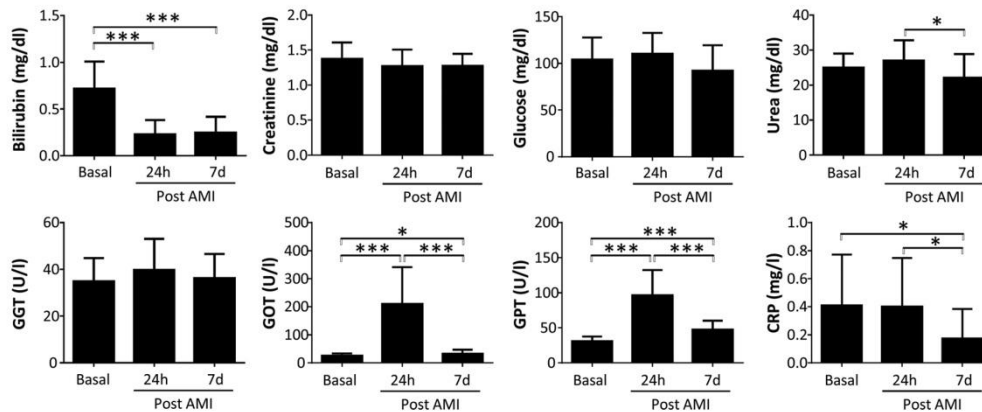 Bilirubin (mg/dl)
1.5
1.0
0.5
0.0
***
***
Basal
24h
7d
Post AMI
Creatinine (mg/dl)
2.0
1.5
1.0
0.5
0.0
Basal
24h
7d
Post AMI
Glucose (mg/dl)
150
100
50
0
Basal
24h
7d
Post AMI
Urea (mg/dl)
40
30
20
10
0
*
Basal
24h
7d
Post AMI
GGT (U/l)
60
40
20
0
Basal
24h
7d
Post AMI
GOT (U/l)
500
400
300
200
100
0
*
***
***
Basal
24h
7d
Post AMI
GPT (U/l)
200
150
100
50
0
***
***
***
Basal
24h
7d
Post AMI
CRP (mg/l)
1.0
0.8
0.6
0.4
0.2
0.0
*
*
Basal
24h
7d
Post AMI